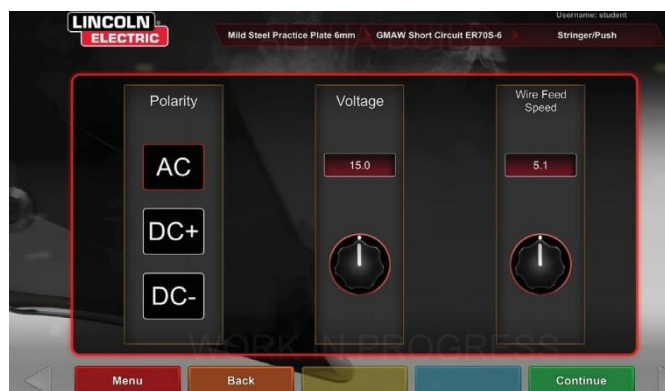 LINCOLN
ELECTRIC
Username: student
Mild Steel Practice Plate 6mm
GMAW Short Circuit ER70S-6
Stringer/Push
Polarity
AC
DC+
DC-
Voltage
15.0
Wire Feed
Speed
5.1
WORK IN PROGRESS
Menu
Back
Continue